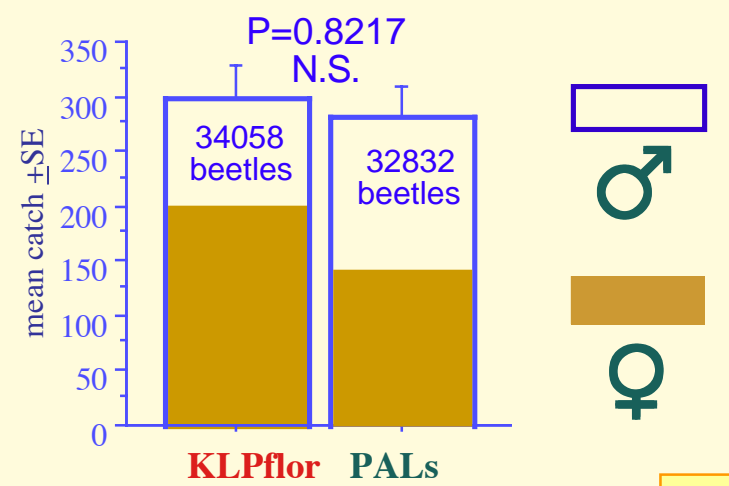 P=0.8217
N.S.
mean catch ±SE
350
300
250
200
150
100
50
0
34058
beetles
32832
beetles
♂
♀
KLPflor PALs